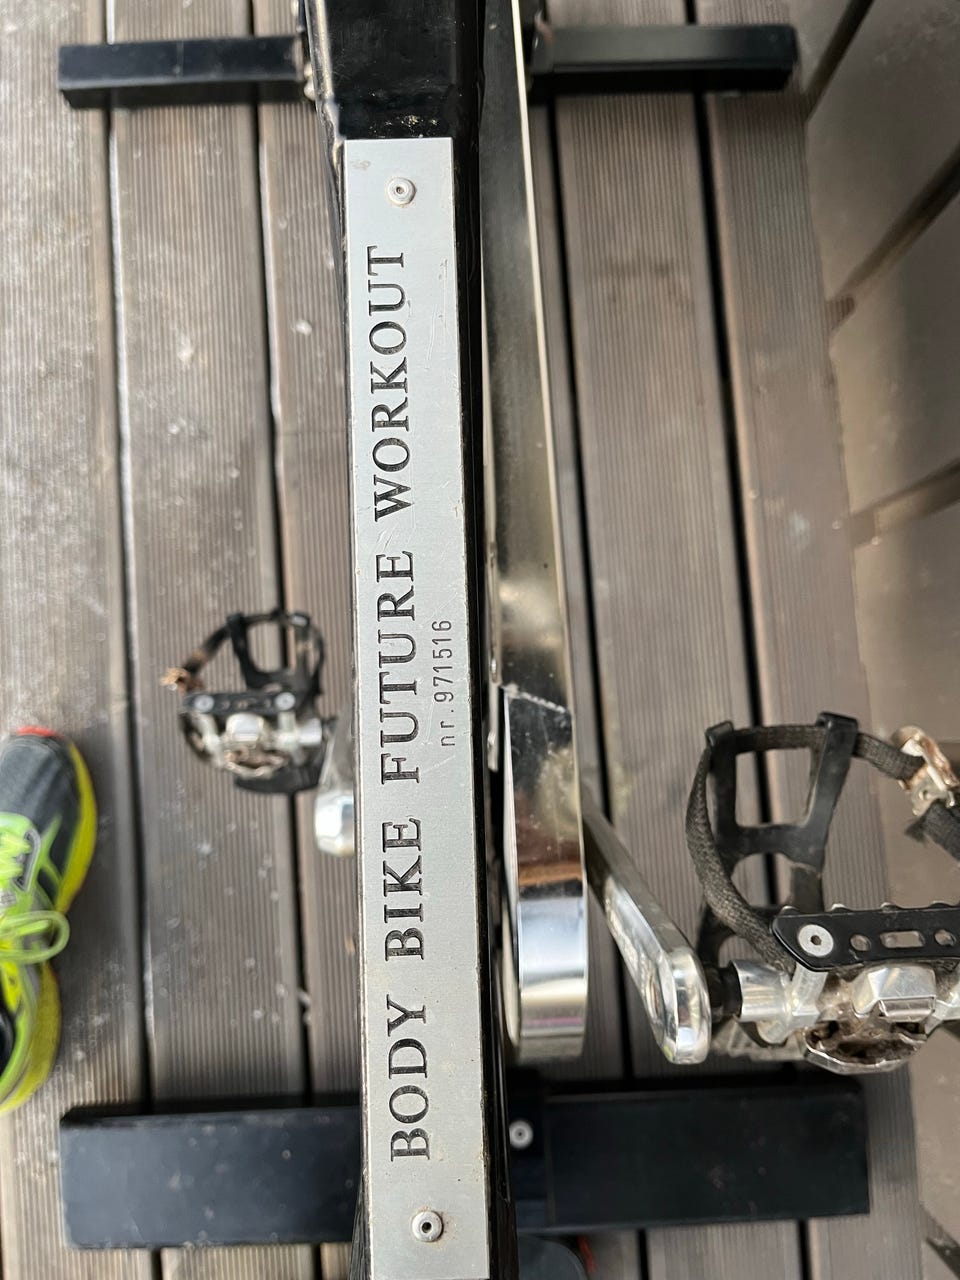 BODY BIKE FUTURE WORKOUT
nr. 971516